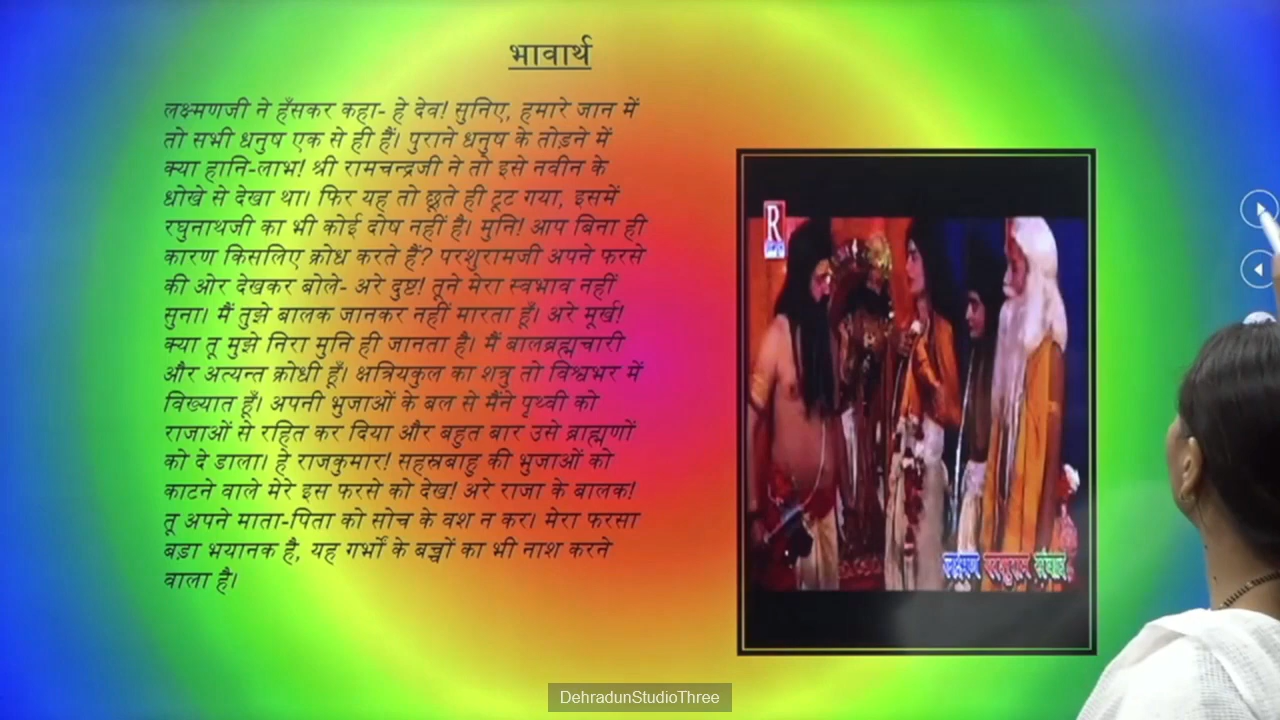 भावार्थ
लक्ष्मणजी ने हँसकर कहा- हे देव! सुनिए, हमारे जान में
तो सभी धनुष एक से ही हैं। पुराने धनुष के तोड़ने में
क्या हानि-लाभ! श्री रामचन्द्रजी ने तो इसे नवीन के
धोखे से देखा था। फिर यह तो छूते ही टूट गया, इसमें
रघुनाथजी का भी कोई दोष नहीं है। मुनि! आप बिना ही
कारण किसलिए क्रोध करते हैं? परशुरामजी अपने फरसे
की ओर देखकर बोले- अरे दुष्ट! तूने मेरा स्वभाव नहीं
सुना। मैं तुझे बालक जानकर नहीं मारता हूँ। अरे मूर्ख!
क्या तू मुझे निरा मुनि ही जानता है। मैं बालब्रह्मचारी
और अत्यन्त क्रोधी हूँ। क्षत्रियकुल का शत्रु तो विश्वभर में
विख्यात हूँ। अपनी भुजाओं के बल से मैंने पृथ्वी को
राजाओं से रहित कर दिया और बहुत बार उसे ब्राह्मणों
को दे डाला। हे राजकुमार! सहस्रबाहु की भुजाओं को
काटने वाले मेरे इस फरसे को देख! अरे राजा के बालक!
तू अपने माता-पिता को सोच के वश न कर। मेरा फरसा
बड़ा भयानक है, यह गर्भों के बच्चों का भी नाश करने
वाला है।
R
लक्ष्मण परशुराम संवाद
DehradunStudioThree